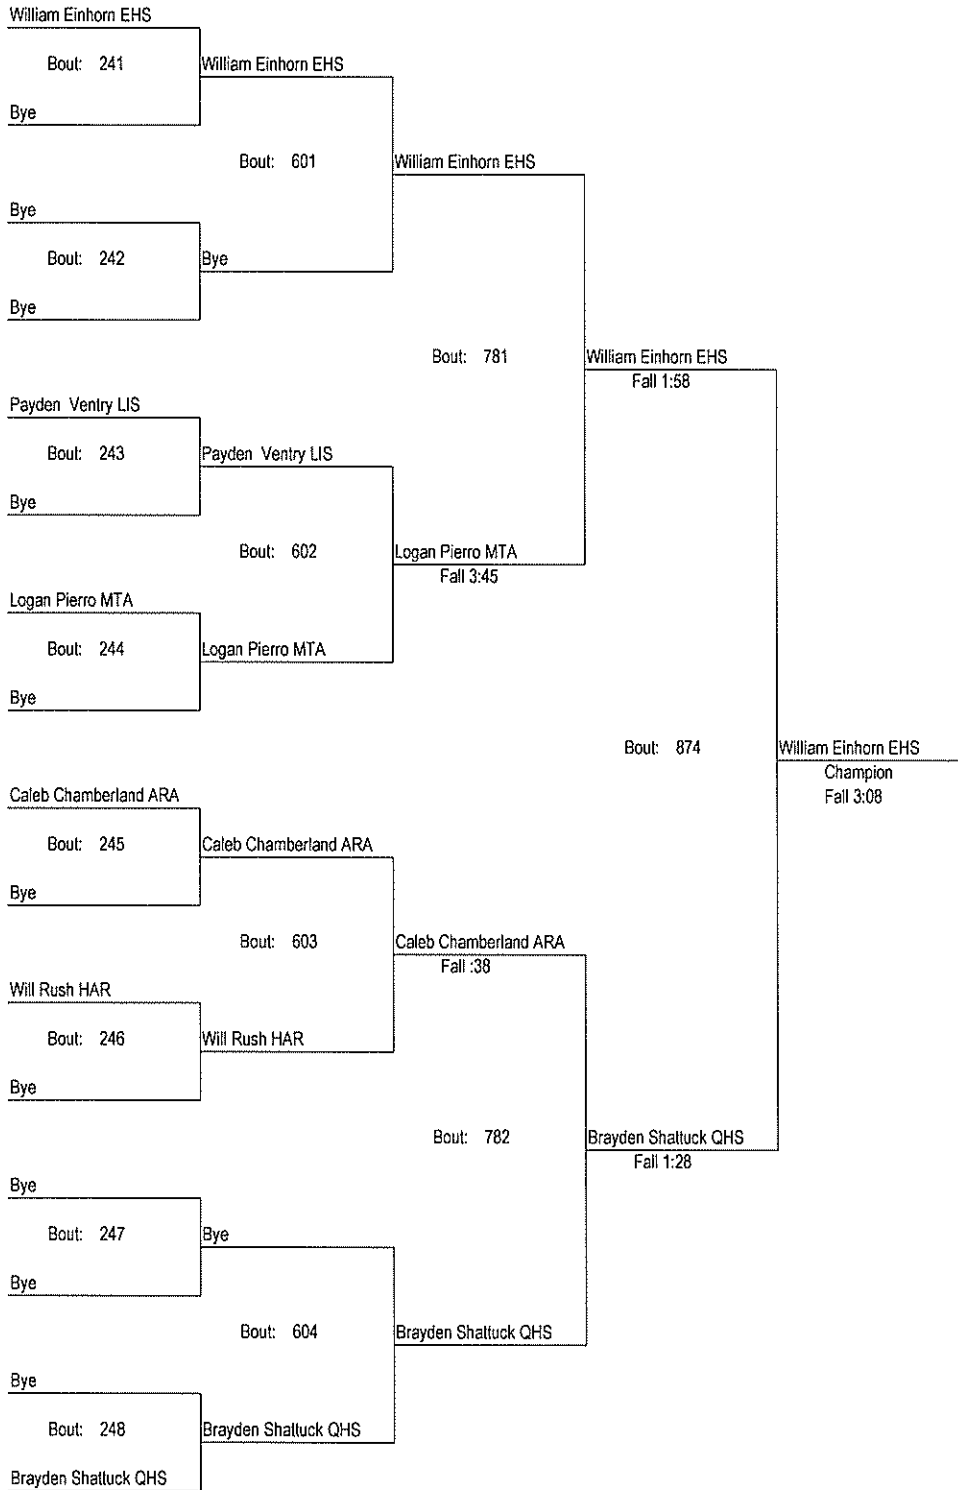 William Einhorn EHS
Bout: 241
William Einhorn EHS
Bye
Bout: 601
William Einhorn EHS
Bye
Bout: 242
Bye
Bye
Bout: 781
William Einhorn EHS
Fall 1:58
Payden Ventry LIS
Bout: 243
Payden Ventry LIS
Bye
Bout: 602
Logan Pierro MTA
Fall 3:45
Logan Pierro MTA
Bout: 244
Logan Pierro MTA
Bye
Bout: 874
William Einhorn EHS
Champion
Fall 3:08
Caleb Chamberland ARA
Bout: 245
Caleb Chamberland ARA
Bye
Bout: 603
Caleb Chamberland ARA
Fall :38
Will Rush HAR
Bout: 246
Will Rush HAR
Bye
Bout: 782
Brayden Shattuck QHS
Fall 1:28
Bye
Bout: 247
Bye
Bye
Bout: 604
Brayden Shattuck QHS
Bye
Bout: 248
Brayden Shattuck QHS
Brayden Shattuck QHS